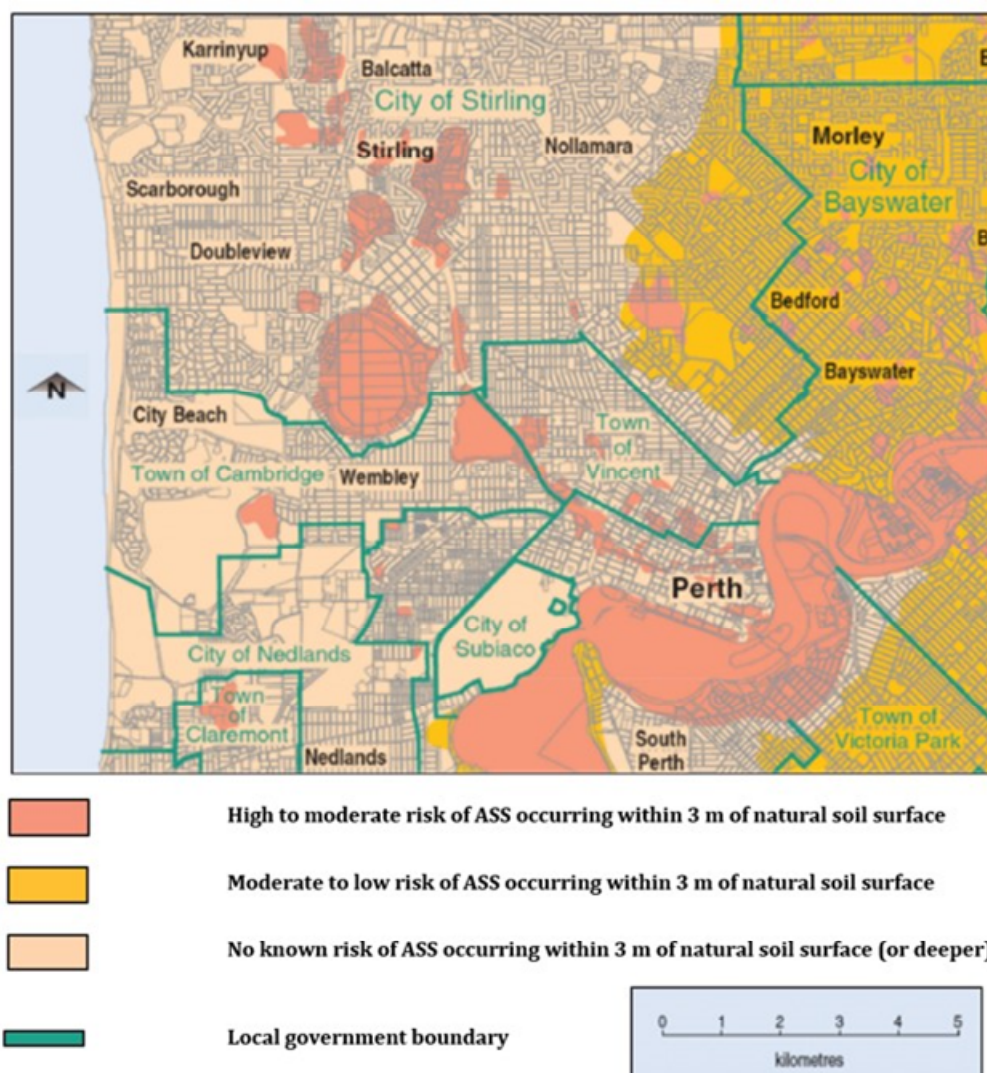 Karrinyup
Balcatta
City of Stirling
Morley
Stirling
Nollamara
City of
Bayswater
Scarborough
Doubleview
Bedford
Bayswater
N
City Beach
Town
of
Vincent
Town of Cambridge
Wembley
Perth
City of
Subiaco
City of Nedlands
Town
of
Claremont
Nedlands
South
Perth
Town of
Victoria Park
High to moderate risk of ASS occurring within 3 m of natural soil surface
Moderate to low risk of ASS occurring within 3 m of natural soil surface
No known risk of ASS occurring within 3 m of natural soil surface (or deeper)
Local government boundary
0 1 2 3 4 5
kilometres